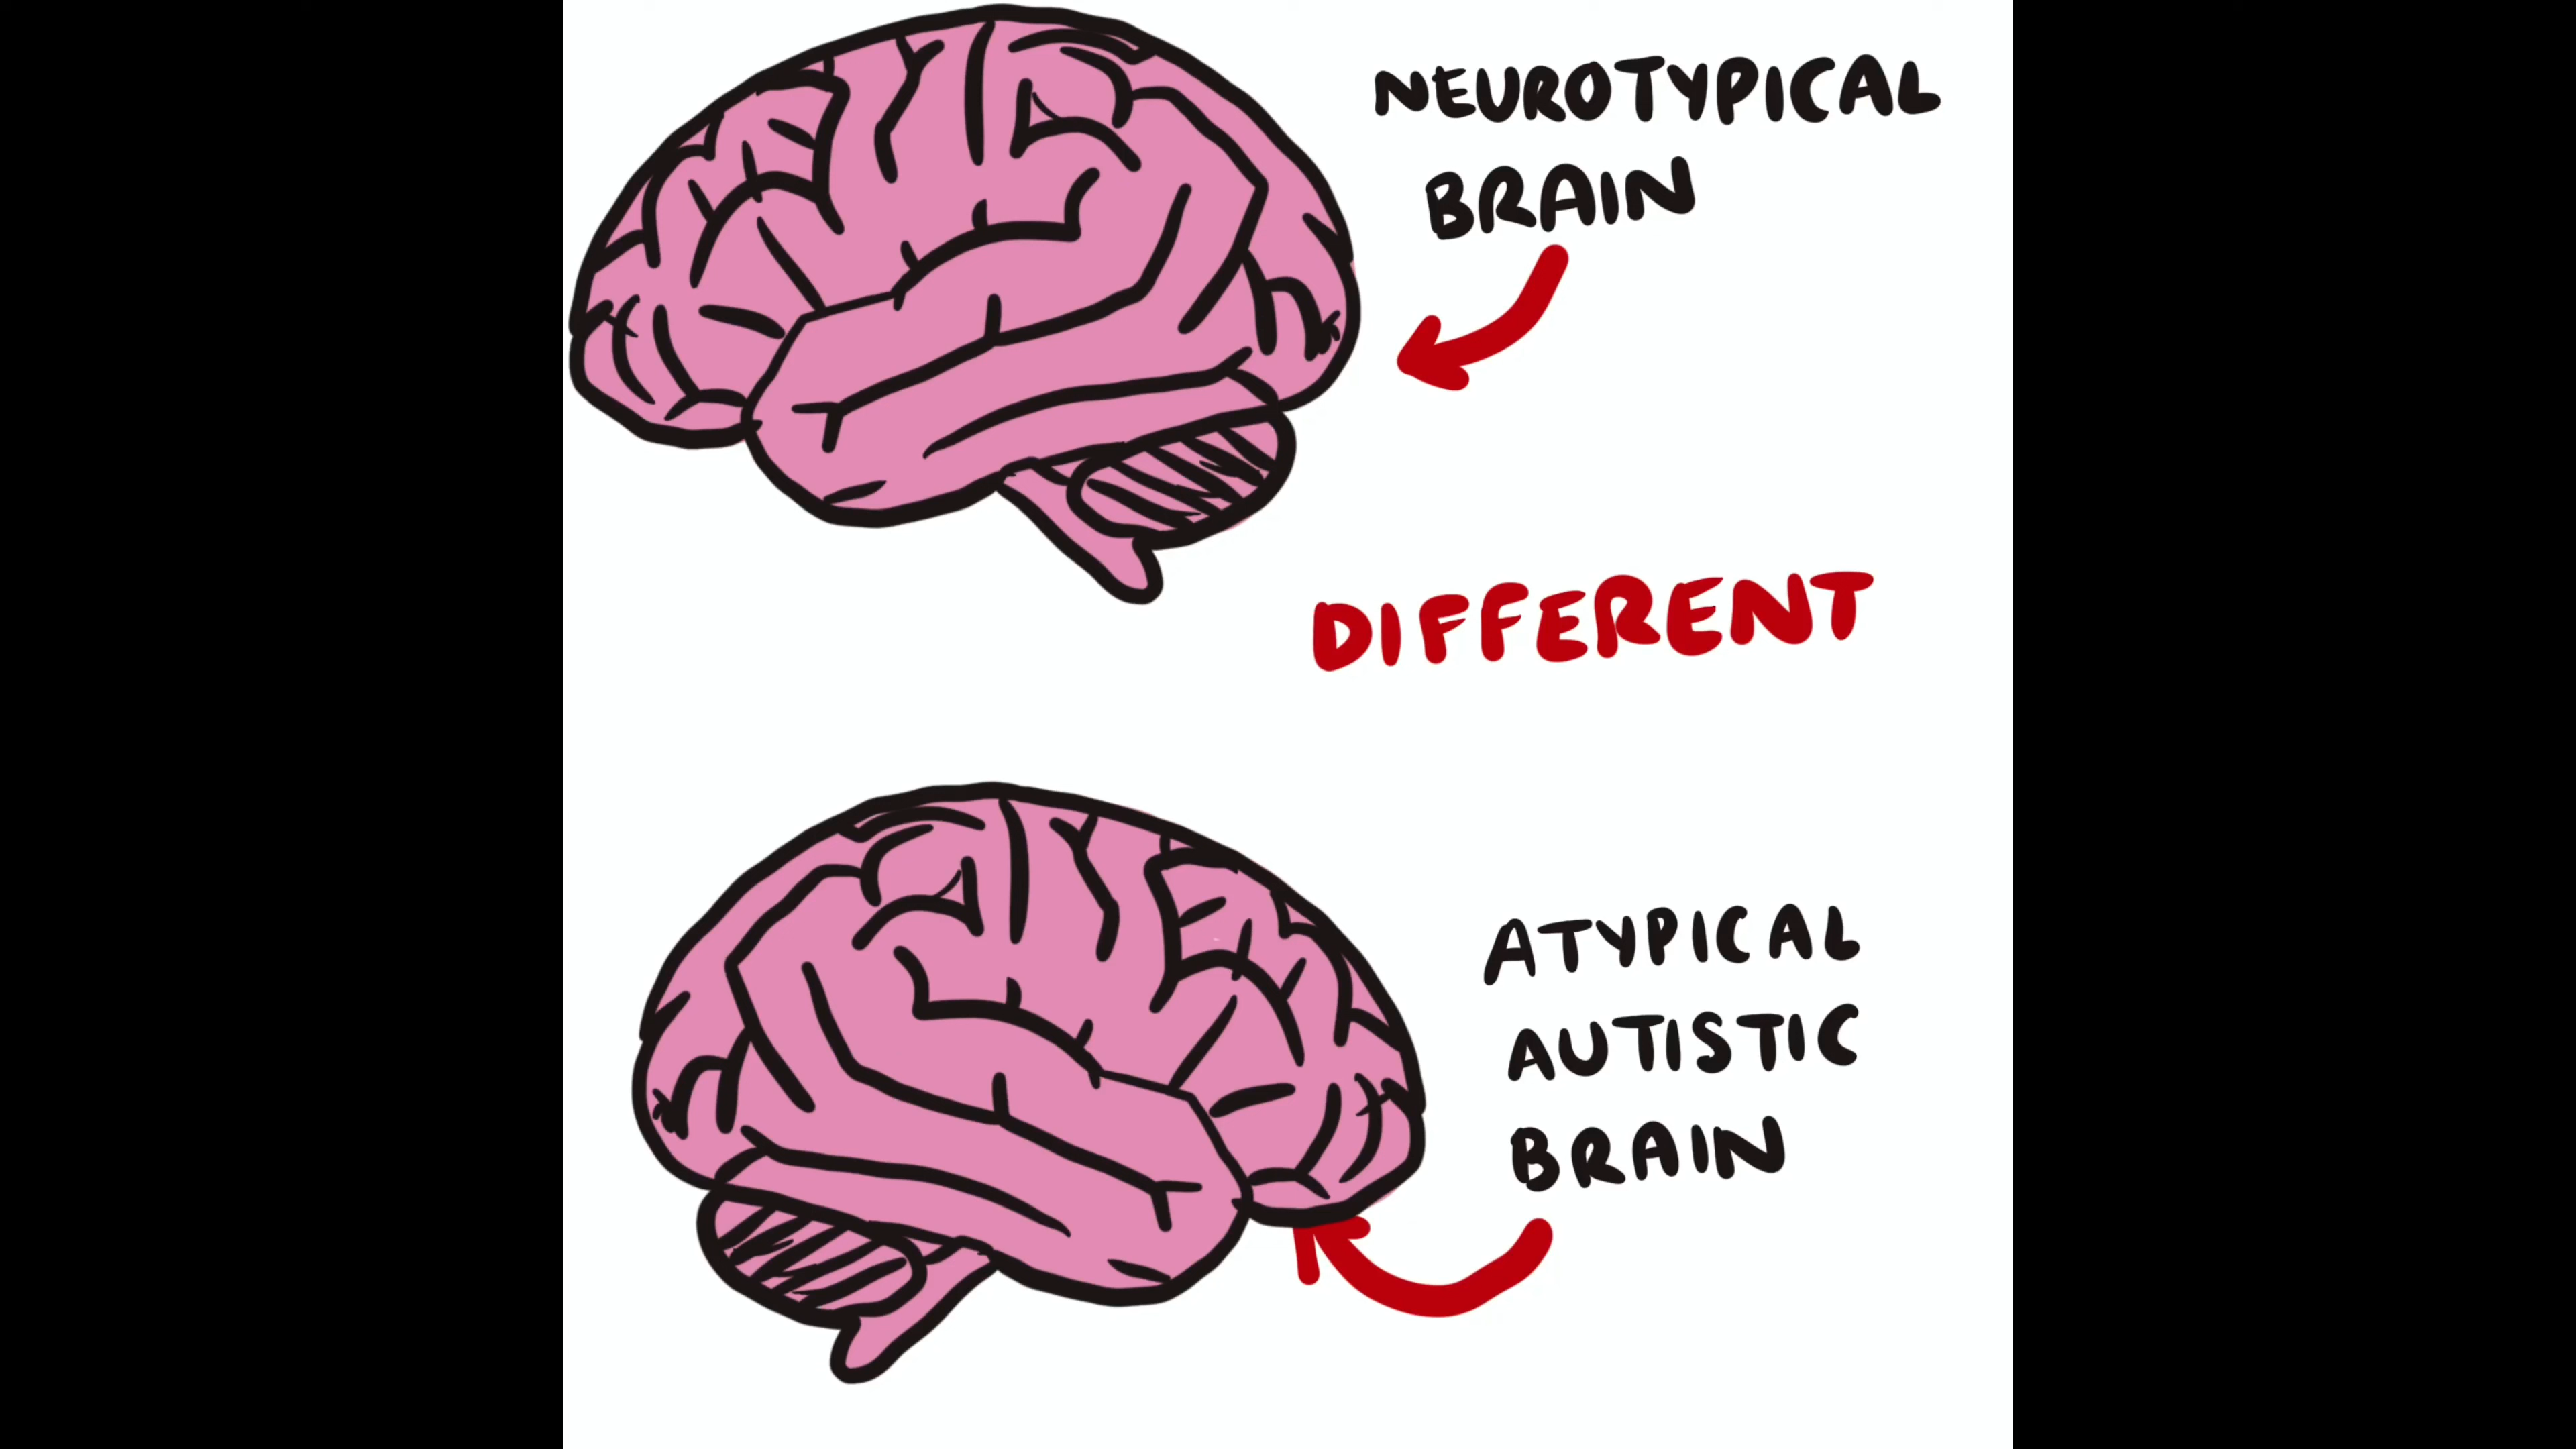 NEUROTYPICAL
BRAIN
DIFFERENT
ATYPICAL
AUTISTIC
BRAIN